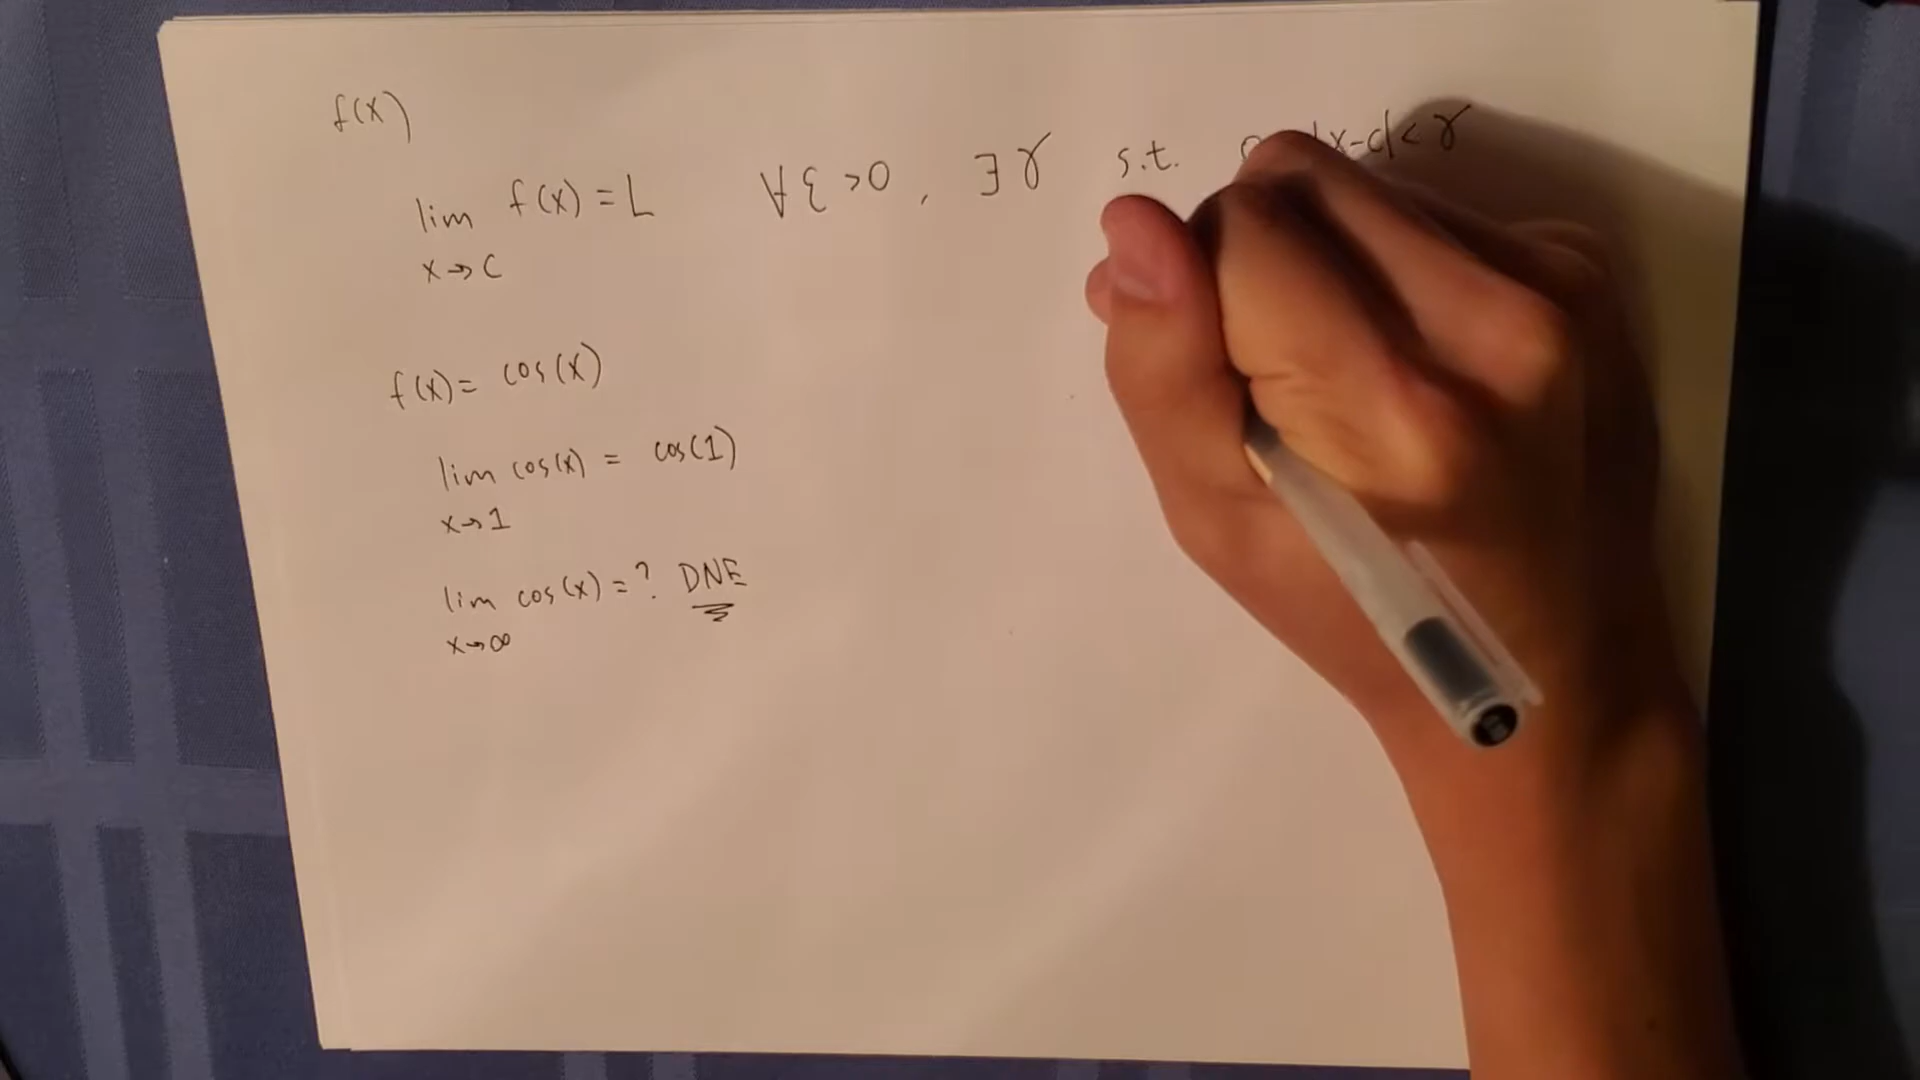 f(x)
lim f(x) = L ∀ξ >0 , ∃ γ s.t. x-c|< γ
x→c
f(x)= cos(x)
lim cos(x) = cos(1)
x→1
lim cos(x) = ? DNE
x→∞